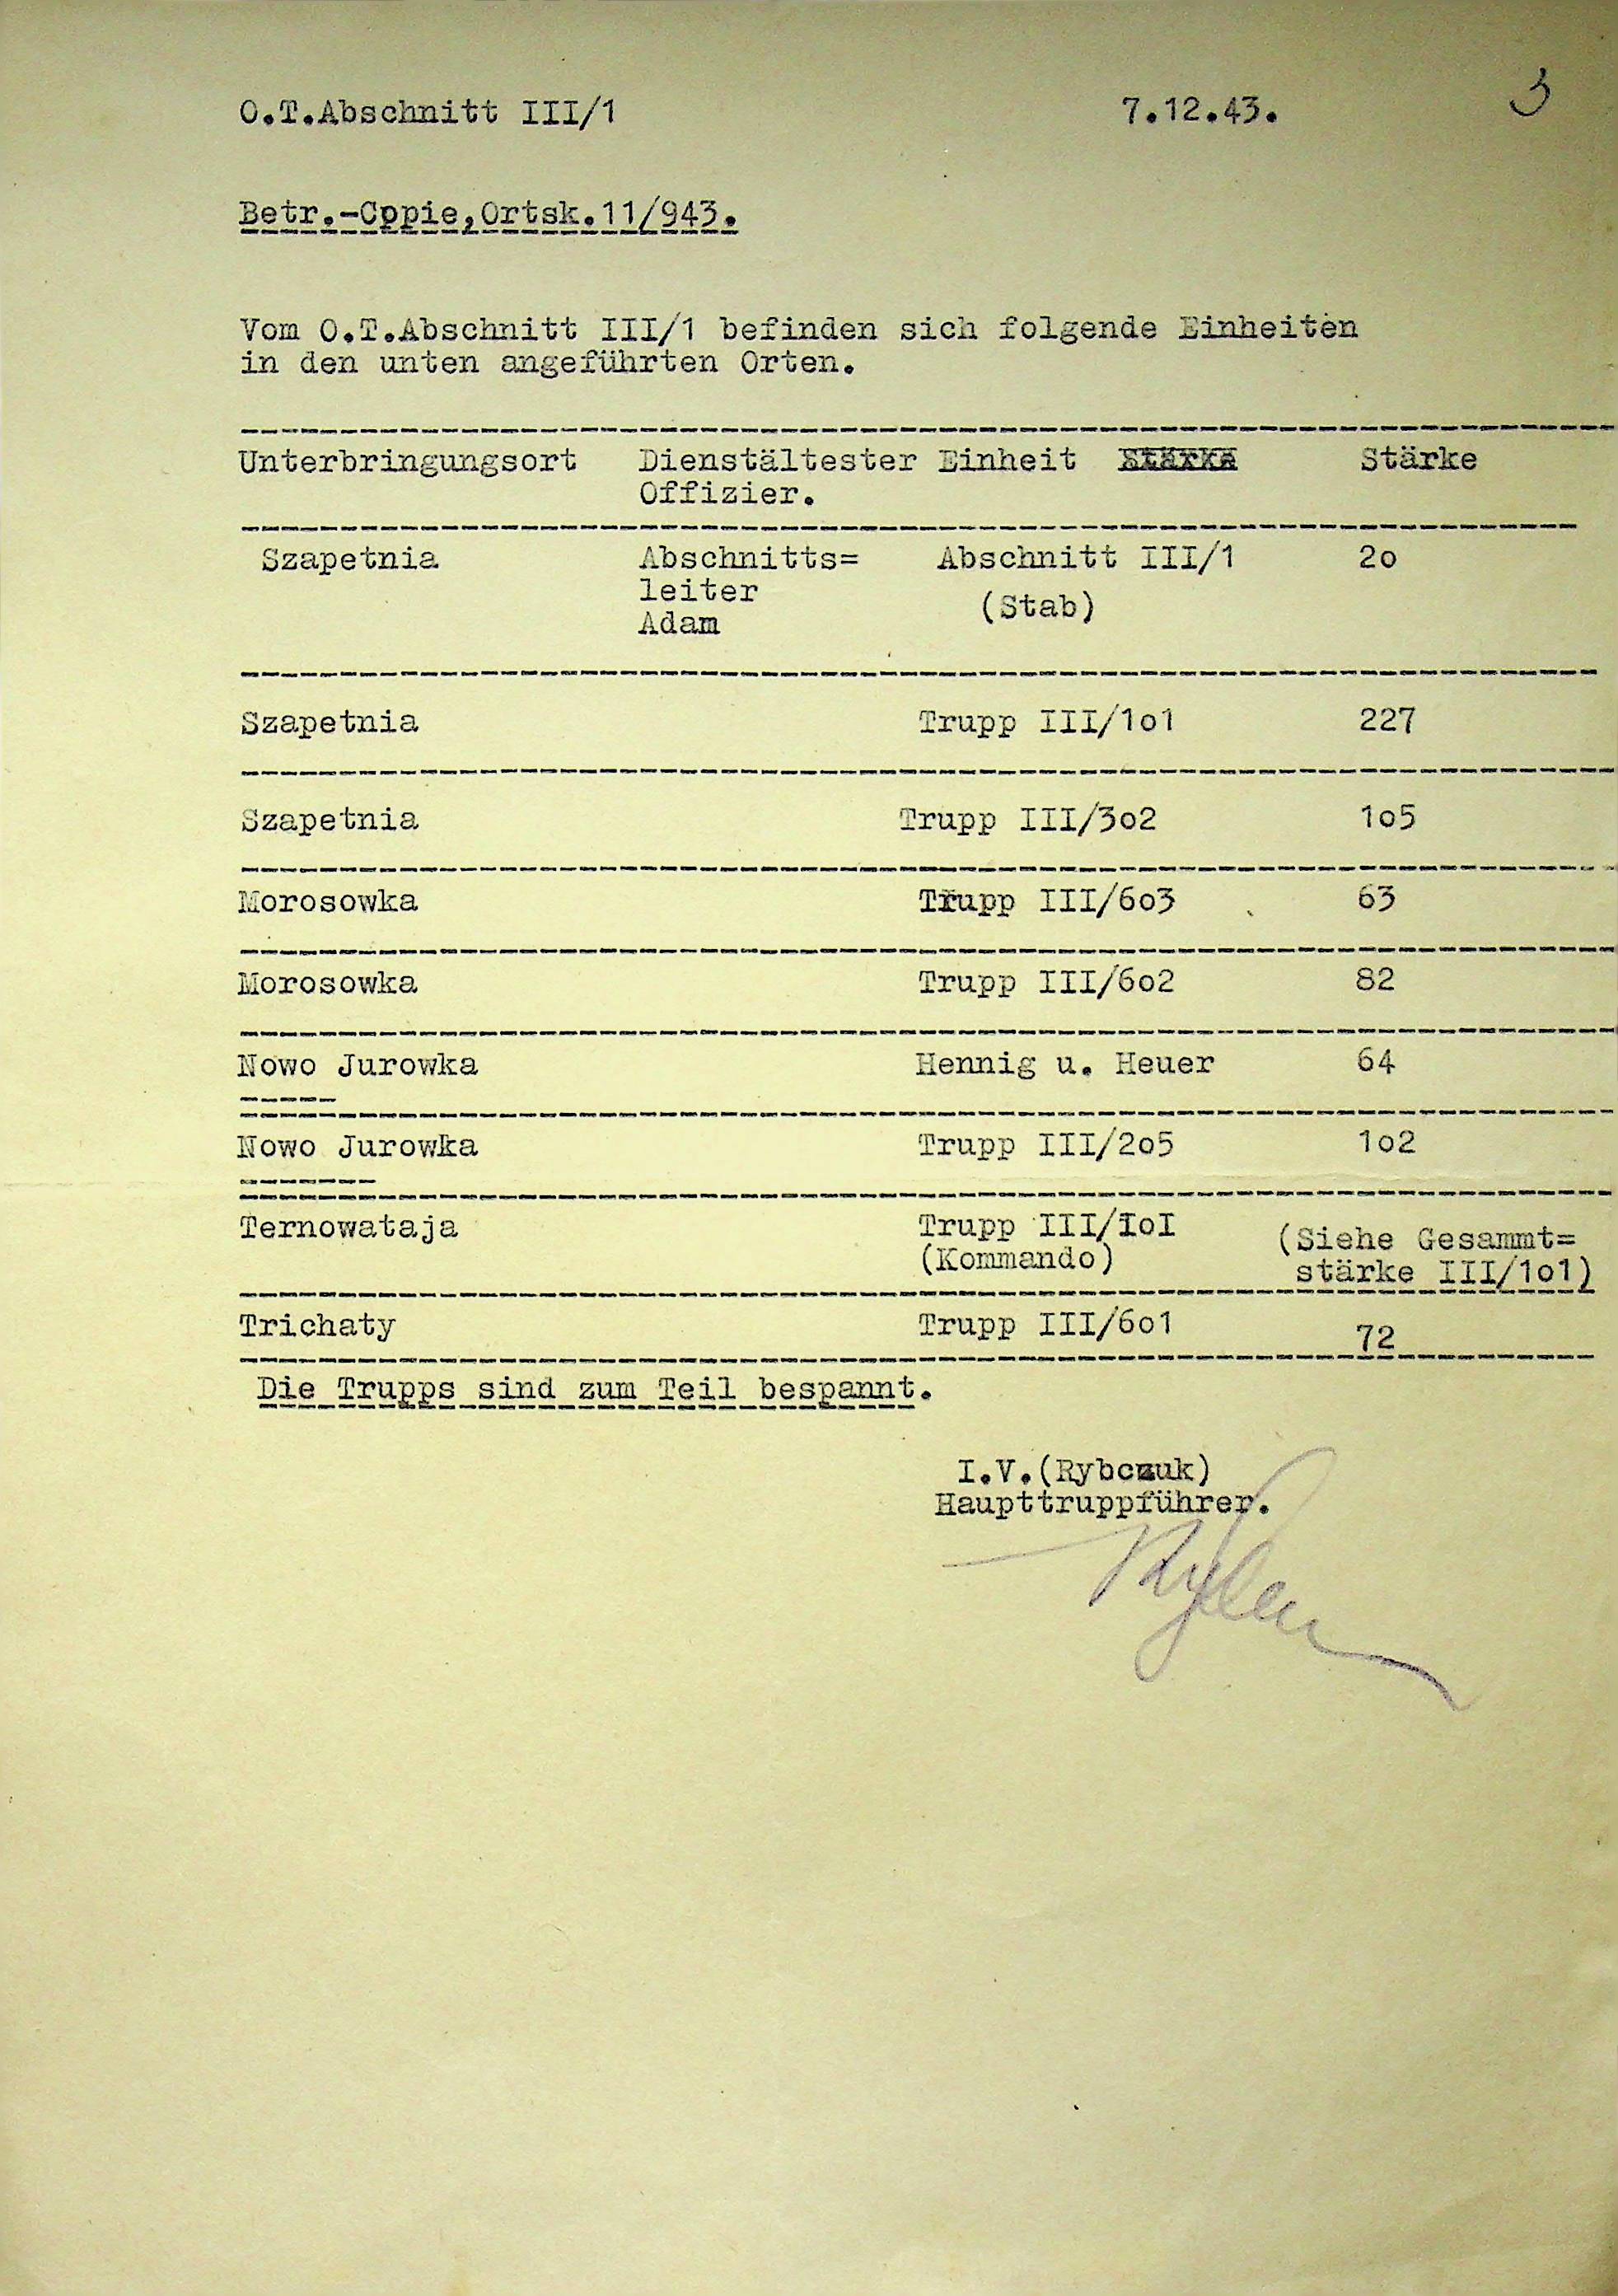 3
O.T.Abschnitt III/1 7.12.43.
Betr.-Cppie,Ortsk.11/943.
Vom O.T.Abschnitt III/1 befinden sich folgende Einheiten
in den unten angeführten Orten.
Unterbringungsort Dienstältester Einheit Stärke
Offizier.
Szapetnia Abschnitts= Abschnitt III/1 2o
leiter (Stab)
Adam
Szapetnia Trupp III/1o1 227
Szapetnia Trupp III/3o2 1o5
Morosowka Trupp III/6o3 63
Morosowka Trupp III/6o2 82
Nowo Jurowka Hennig u. Heuer 64
Nowo Jurowka Trupp III/2o5 1o2
Ternowataja Trupp III/IoI (Siehe Gesammt=
(Kommando) stärke III/1o1)
Trichaty Trupp III/6o1 72
Die Trupps sind zum Teil bespannt.
I.V.(Rybczuk)
Haupttruppführer.